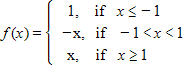 1, if x ≤ −1
f(x) = { −x, if −1 < x < 1
x, if x ≥ 1